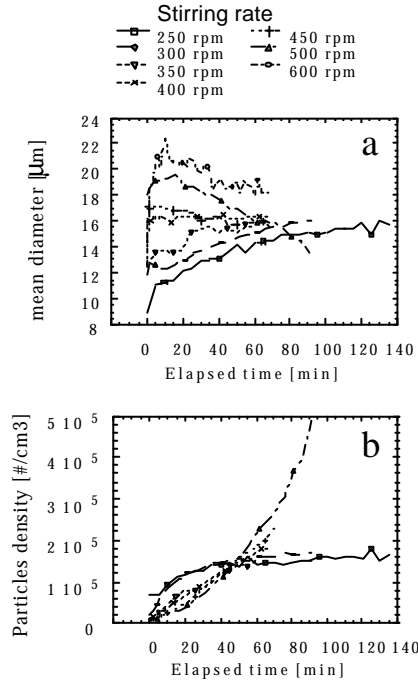 Stirring rate
250 rpm
300 rpm
350 rpm
400 rpm
450 rpm
500 rpm
600 rpm
a
mean diameter [µm]
24
22
20
18
16
14
12
10
8
0 20 40 60 80 100 120 140
Elapsed time [min]
b
Particles density [#/cm3]
5 10 5
4 10 5
3 10 5
2 10 5
1 10 5
0
0 20 40 60 80 100 120 140
Elapsed time [min]